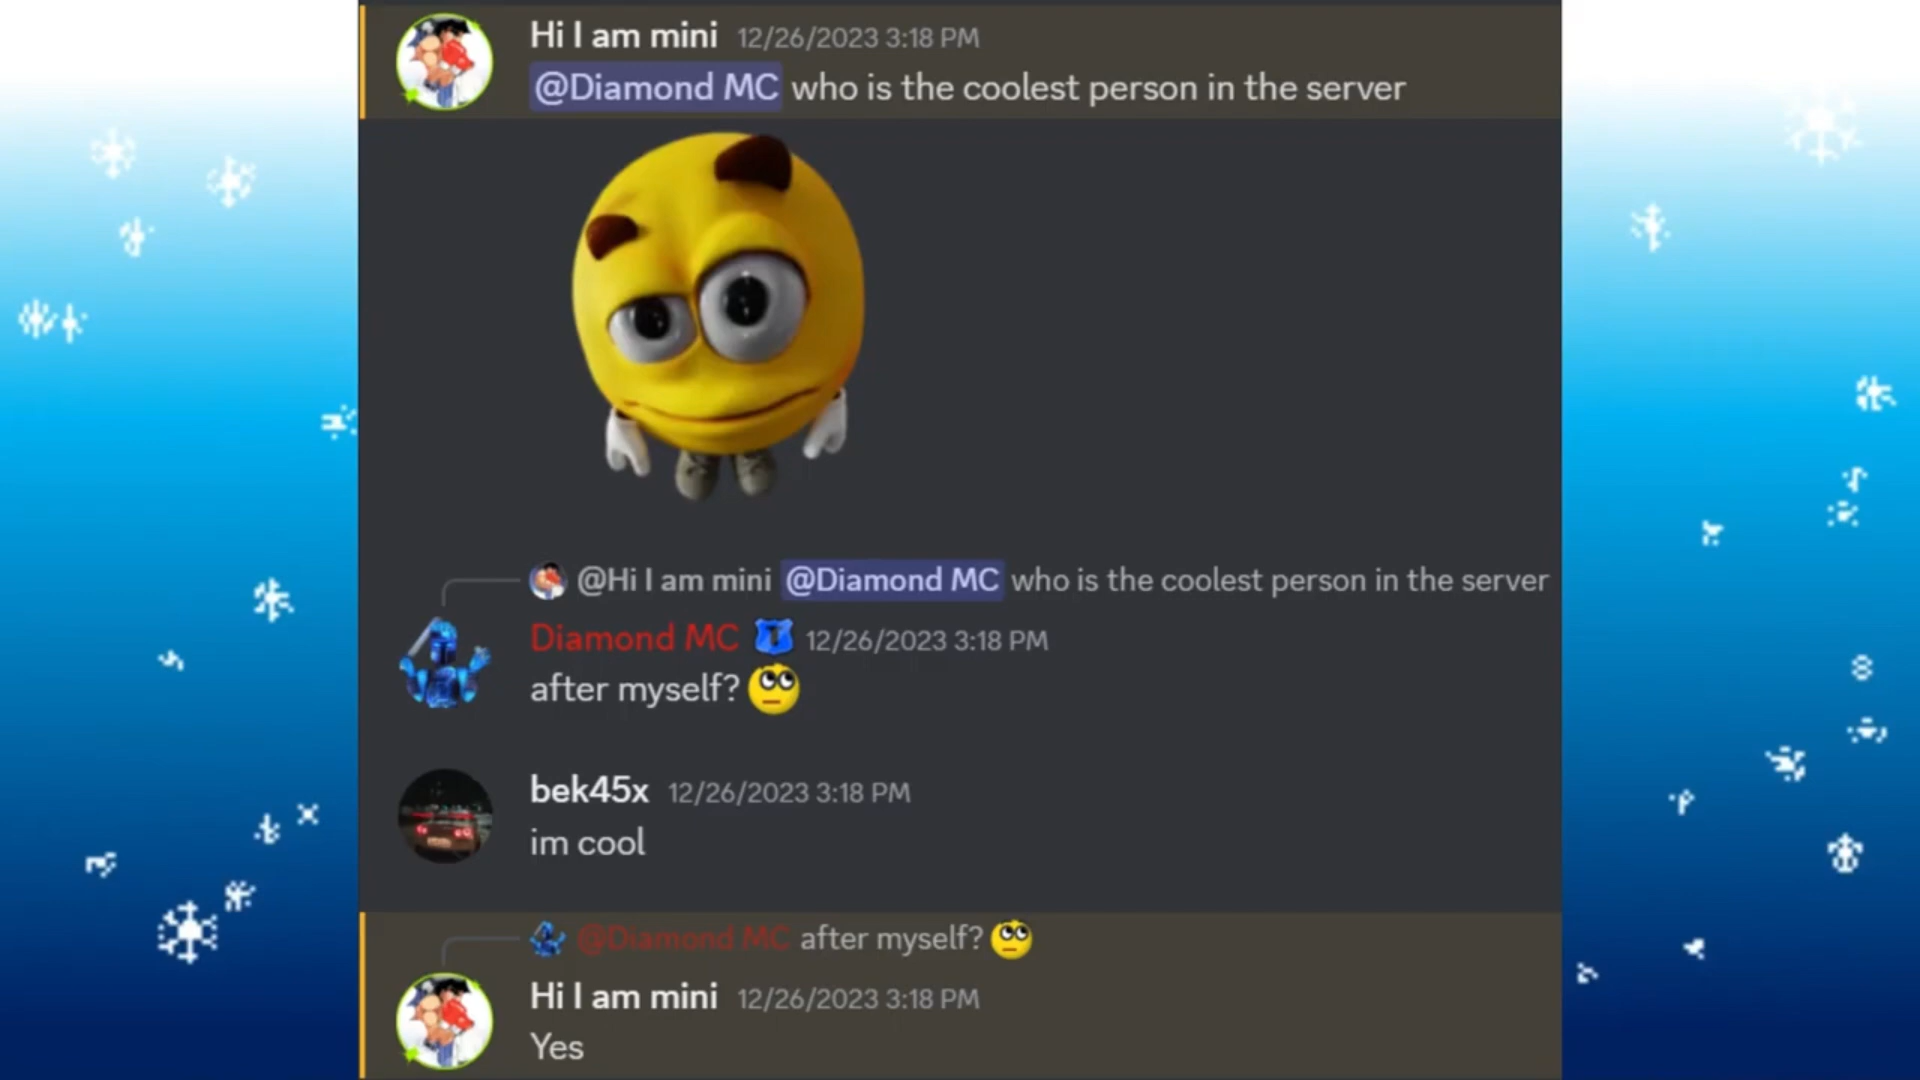 Hi I am mini 12/26/2023 3:18 PM
@Diamond MC who is the coolest person in the server
@Hi I am mini @Diamond MC who is the coolest person in the server
Diamond MC T 12/26/2023 3:18 PM
after myself?
bek45x 12/26/2023 3:18 PM
im cool
@Diamond MC after myself?
Hi I am mini 12/26/2023 3:18 PM
Yes